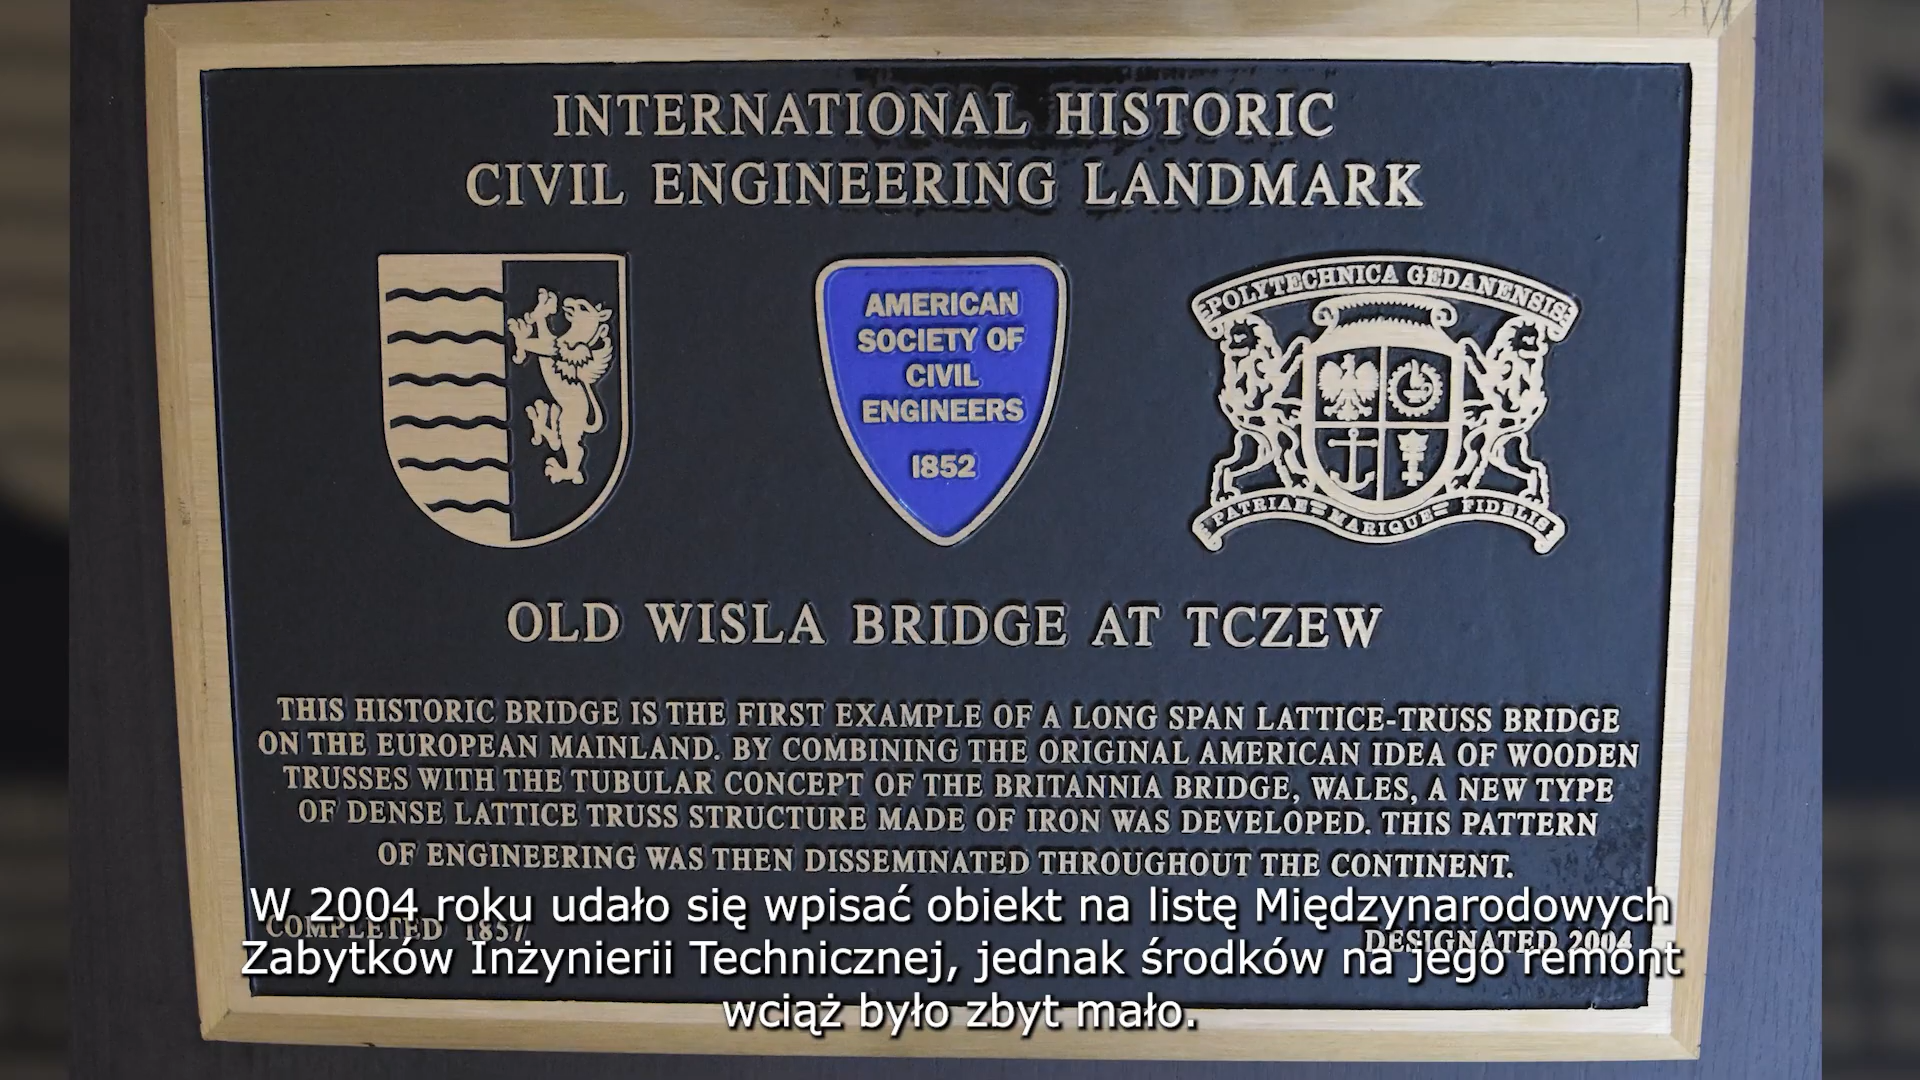 INTERNATIONAL HISTORIC
CIVIL ENGINEERING LANDMARK
AMERICAN
SOCIETY OF
CIVIL
ENGINEERS
1852
POLYTECHNICA GEDANENSIS
PATRIAE MARIQUE FIDELIS
OLD WISLA BRIDGE AT TCZEW
THIS HISTORIC BRIDGE IS THE FIRST EXAMPLE OF A LONG SPAN LATTICE-TRUSS BRIDGE
ON THE EUROPEAN MAINLAND. BY COMBINING THE ORIGINAL AMERICAN IDEA OF WOODEN
TRUSSES WITH THE TUBULAR CONCEPT OF THE BRITANNIA BRIDGE, WALES, A NEW TYPE
OF DENSE LATTICE TRUSS STRUCTURE MADE OF IRON WAS DEVELOPED. THIS PATTERN
OF ENGINEERING WAS THEN DISSEMINATED THROUGHOUT THE CONTINENT.
COMPLETED 1857
DESIGNATED 2004
W 2004 roku udało się wpisać obiekt na listę Międzynarodowych
Zabytków Inżynierii Technicznej, jednak środków na jego remont
wciąż było zbyt mało.